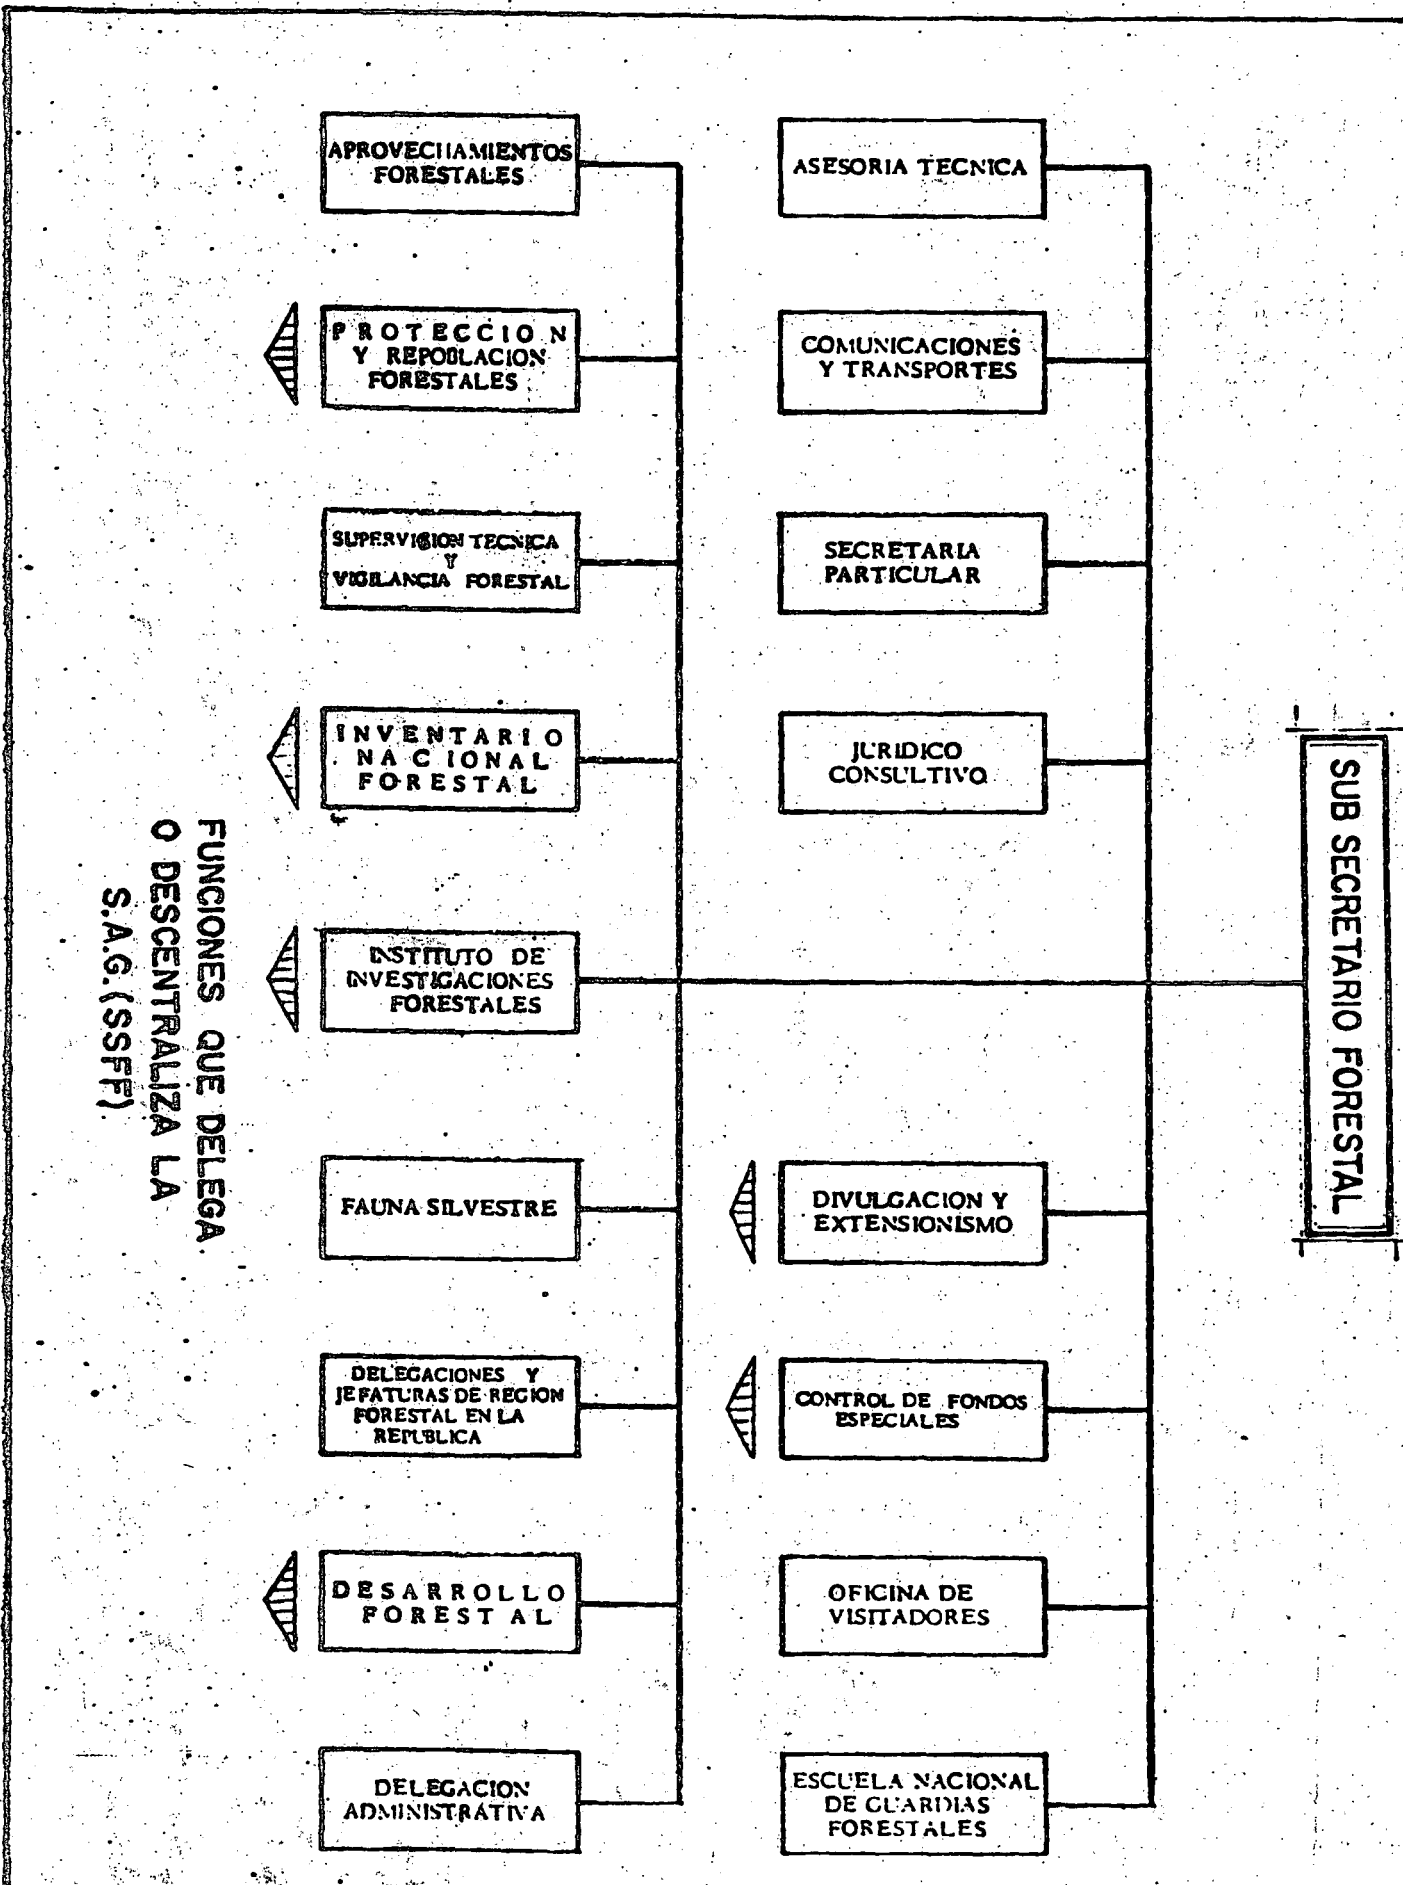 SUB SECRETARIO FORESTAL
ASESORIA TECNICA
COMUNICACIONES
Y TRANSPORTES
SECRETARIA
PARTICULAR
JURIDICO
CONSULTIVO
DIVULGACION Y
EXTENSIONISMO
CONTROL DE FONDOS
ESPECIALES
OFICINA DE
VISITADORES
ESCUELA NACIONAL
DE GUARDIAS
FORESTALES
APROVECHAMIENTOS
FORESTALES
PROTECCION
Y REPOBLACION
FORESTALES
SUPERVISION TECNICA
Y
VIGILANCIA FORESTAL
INVENTARIO
NACIONAL
FORESTAL
INSTITUTO DE
INVESTIGACIONES
FORESTALES
FAUNA SILVESTRE
DELEGACIONES Y
JEFATURAS DE REGION
FORESTAL EN LA
REPUBLICA
DESARROLLO
FORESTAL
DELEGACION
ADMINISTRATIVA
FUNCIONES QUE DELEGA
O DESCENTRALIZA LA
S.A.G. (SSFF)